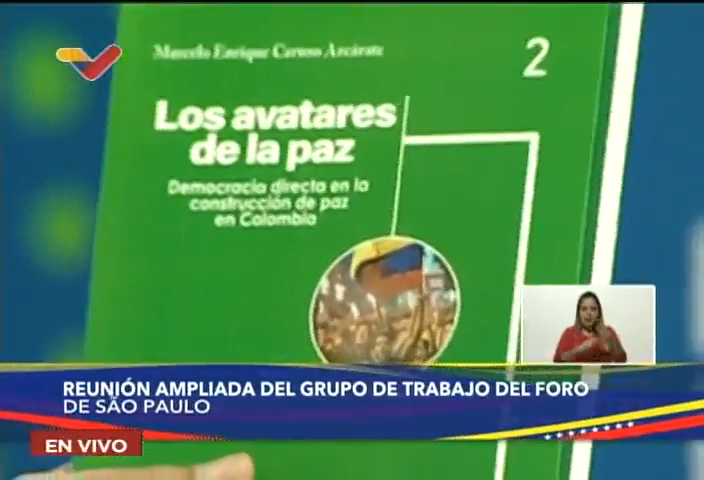 Marcelo Enrique Caruso Azcárate
2
Los avatares
de la paz
Democracia directa en la
construcción de paz
en Colombia
REUNIÓN AMPLIADA DEL GRUPO DE TRABAJO DEL FORO
DE SÃO PAULO
EN VIVO